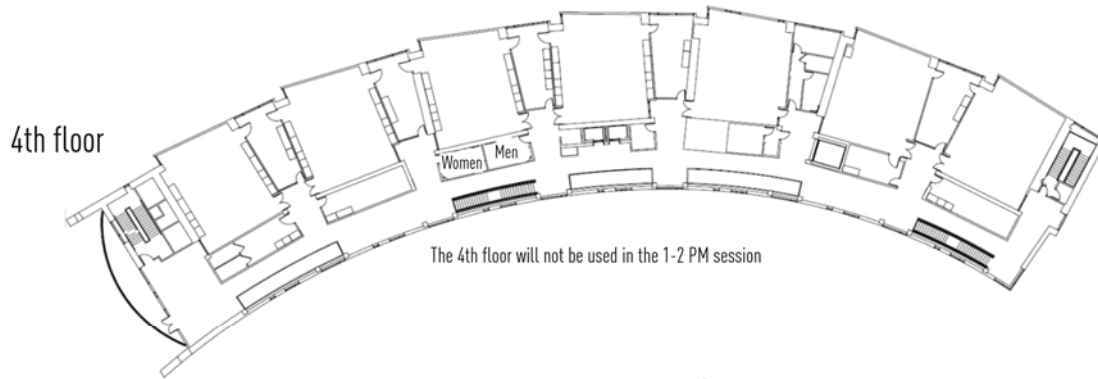 4th floor
Women
Men
The 4th floor will not be used in the 1-2 PM session